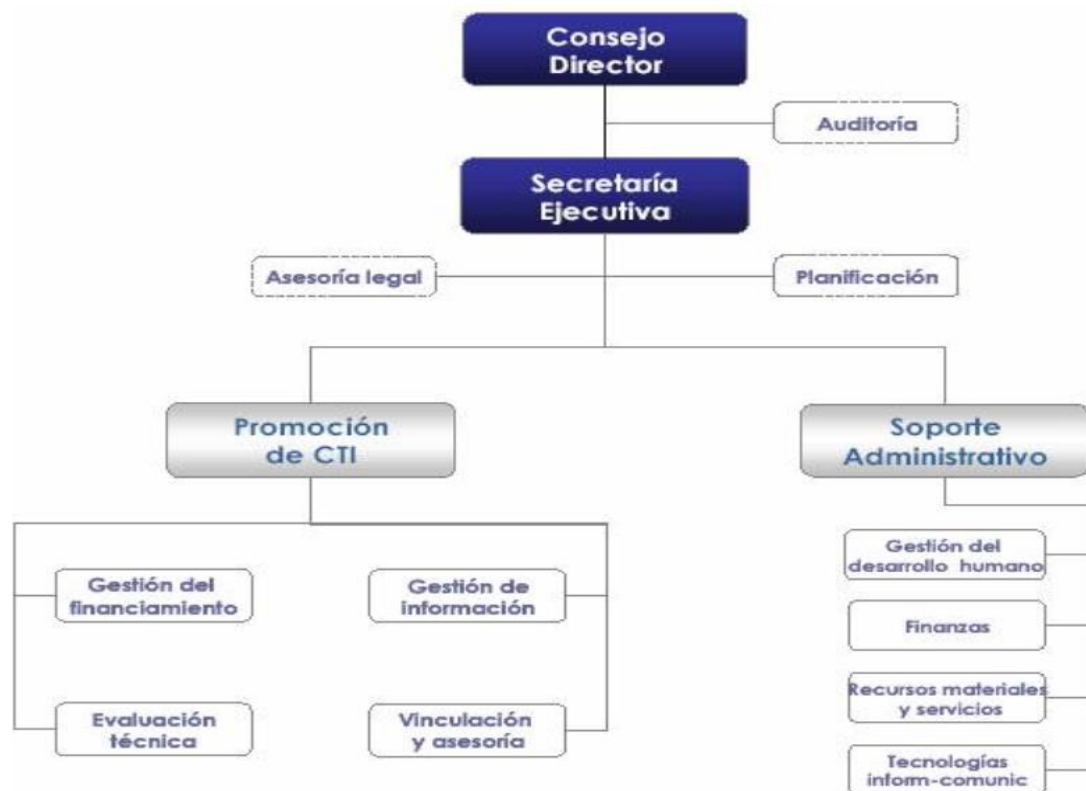 Consejo
Director
Auditoría
Secretaría
Ejecutiva
Asesoría legal
Planificación
Promoción
de CTI
Soporte
Administrativo
Gestión del
financiamiento
Gestión de
información
Evaluación
técnica
Vinculación
y asesoría
Gestión del
desarrollo humano
Finanzas
Recursos materiales
y servicios
Tecnologías
inform-comunic